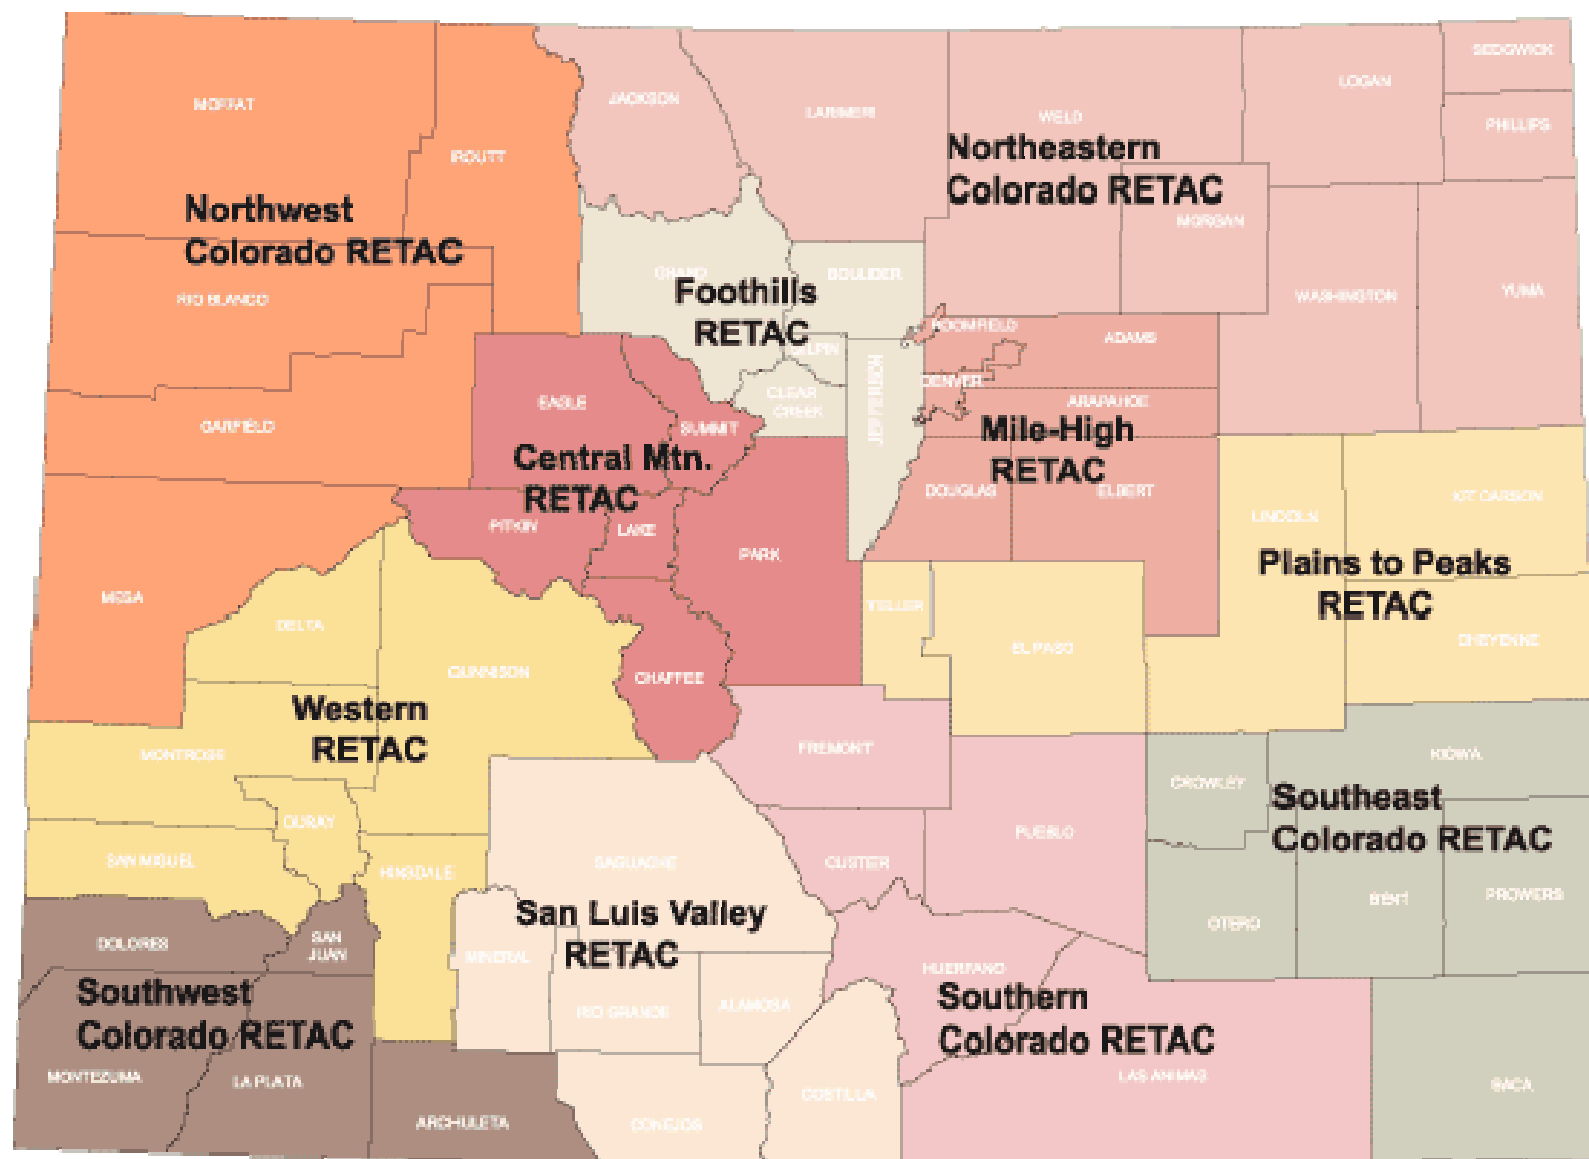 SEDGWICK
LOGAN
MOFFAT
JACKSON
LARIMER
WELD
PHILLIPS
ROUTT
Northeastern
Colorado RETAC
Northwest
Colorado RETAC
MORGAN
GRAND
BOULDER
RIO BLANCO
Foothills
RETAC
WASHINGTON
YUMA
BROOMFIELD
ADAMS
GILPIN
DENVER
CLEAR
CREEK
JEFFERSON
EAGLE
ARAPAHOE
GARFIELD
SUMMIT
Mile-High
RETAC
Central Mtn.
RETAC
DOUGLAS
ELBERT
KIT CARSON
LINCOLN
PITKIN
LAKE
PARK
Plains to Peaks
RETAC
MESA
TELLER
DELTA
EL PASO
CHEYENNE
GUNNISON
CHAFFEE
Western
RETAC
MONTROSE
FREMONT
KIOWA
CROWLEY
Southeast
Colorado RETAC
OURAY
PUEBLO
SAN MIGUEL
HINSDALE
SAGUACHE
CUSTER
BENT
PROWERS
San Luis Valley
RETAC
OTERO
DOLORES
SAN
JUAN
MINERAL
HUERFANO
Southwest
Colorado RETAC
RIO GRANDE
ALAMOSA
Southern
Colorado RETAC
MONTEZUMA
LA PLATA
LAS ANIMAS
BACA
COSTILLA
ARCHULETA
CONEJOS